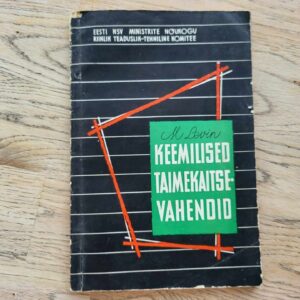 EESTI NSV MINISTRITE NÕUKOGU
RIIKLIK TEADUSLIK-TEHNILINE KOMITEE
M. Levin
KEEMILISED
TAIMEKAITSE-
VAHENDID